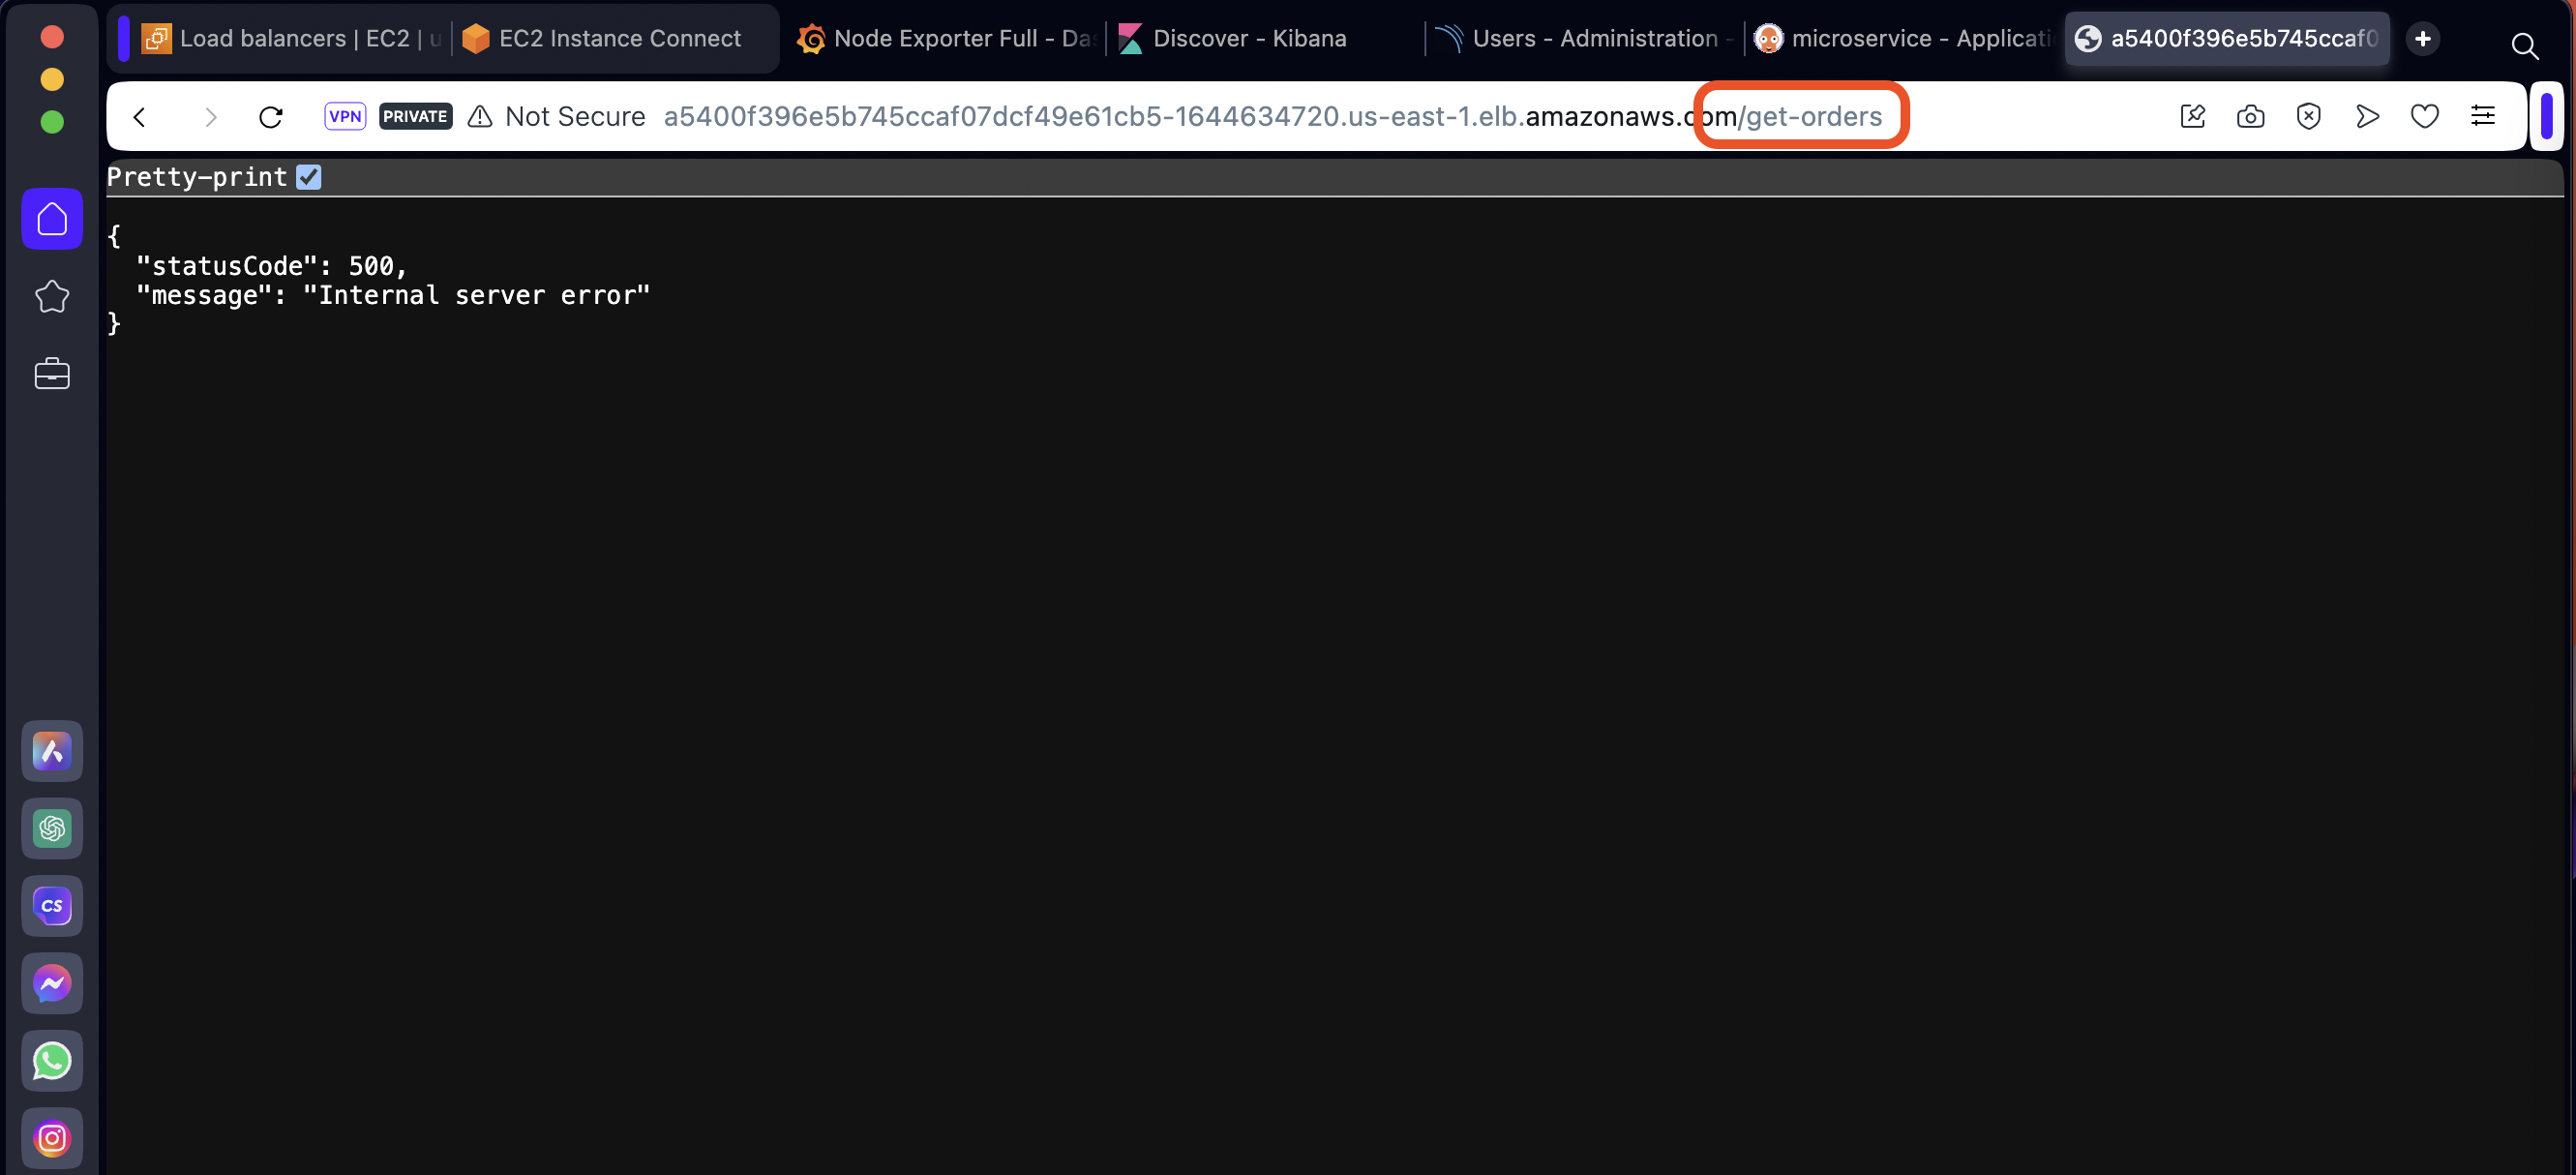 Load balancers | EC2 | u
EC2 Instance Connect
Node Exporter Full - Das
Discover - Kibana
Users - Administration -
microservice - Applicati
a5400f396e5b745ccaf0
VPN
PRIVATE
Not Secure
a5400f396e5b745ccaf07dcf49e61cb5-1644634720.us-east-1.elb.amazonaws.com/get-orders
Pretty-print
{
"statusCode": 500,
"message": "Internal server error"
}
CS